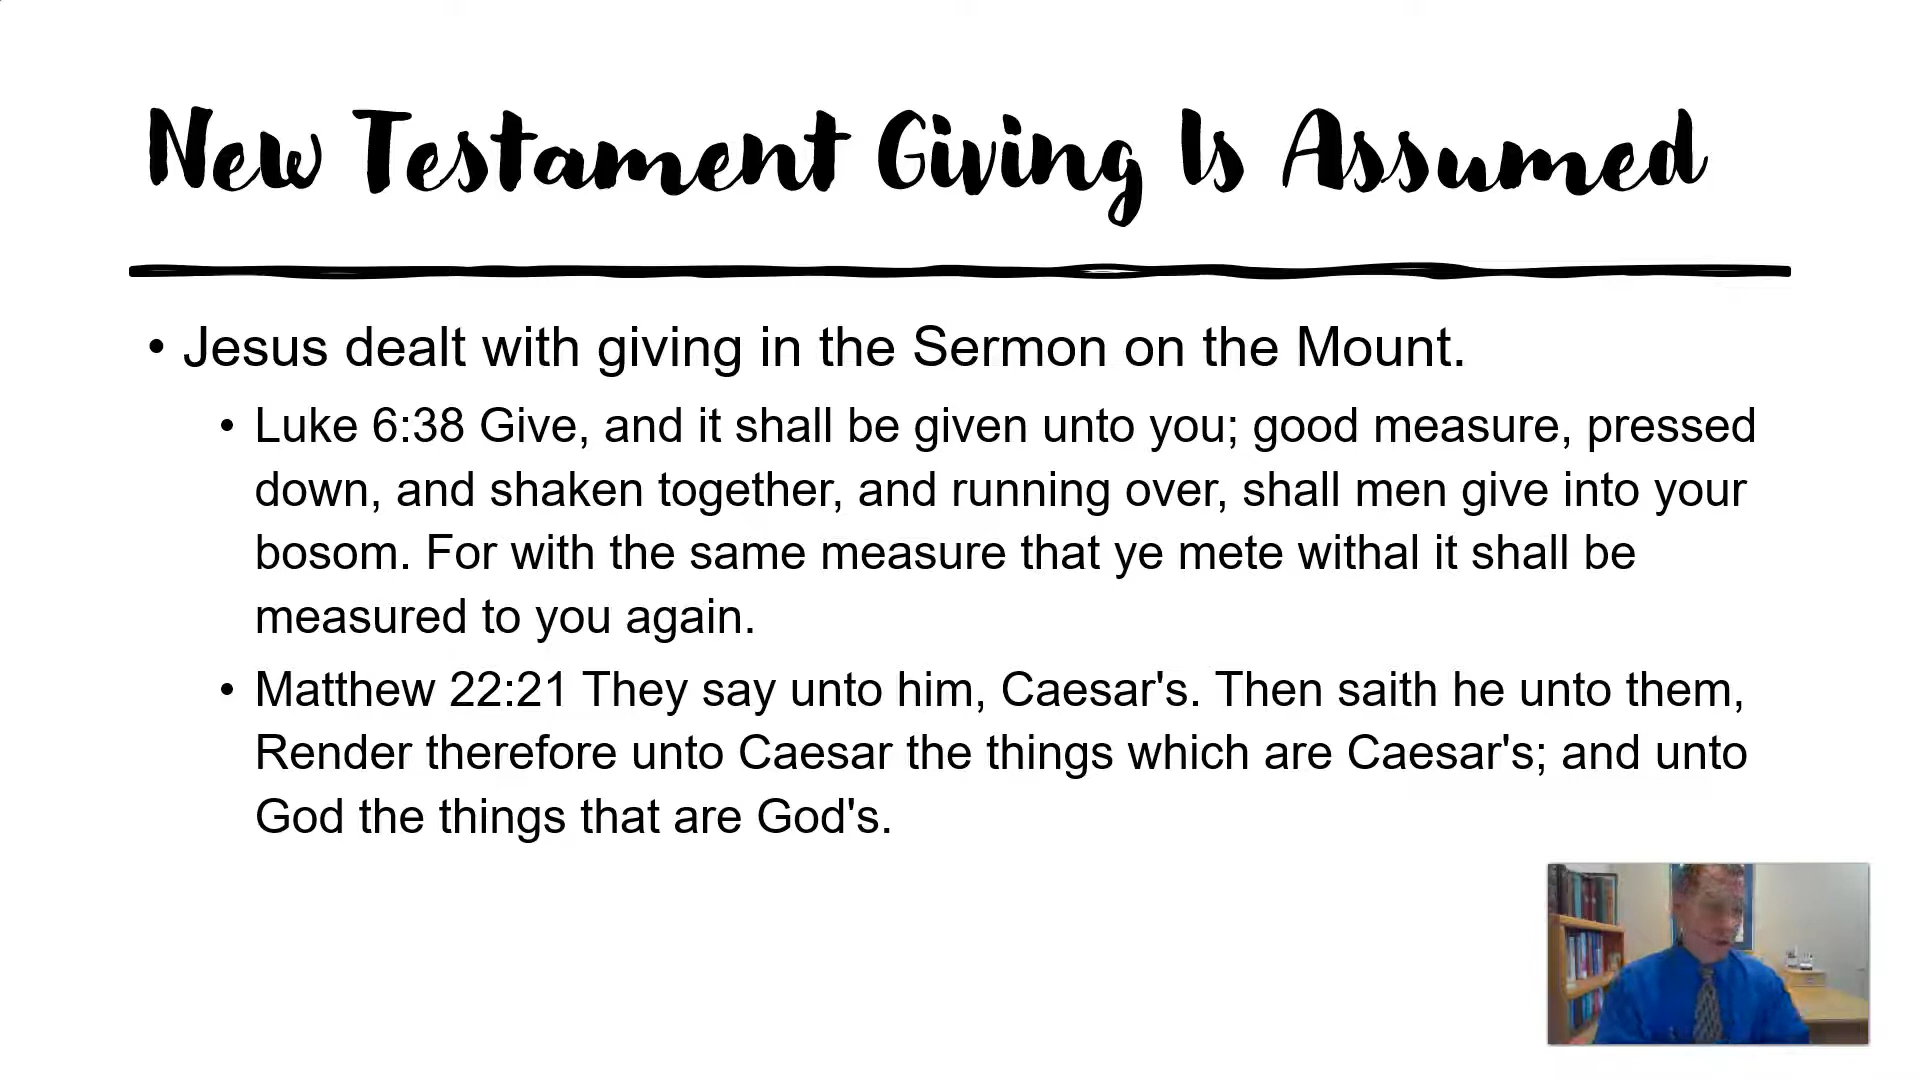 New Testament Giving Is Assumed
• Jesus dealt with giving in the Sermon on the Mount.
• Luke 6:38 Give, and it shall be given unto you; good measure, pressed
down, and shaken together, and running over, shall men give into your
bosom. For with the same measure that ye mete withal it shall be
measured to you again.
• Matthew 22:21 They say unto him, Caesar's. Then saith he unto them,
Render therefore unto Caesar the things which are Caesar's; and unto
God the things that are God's.